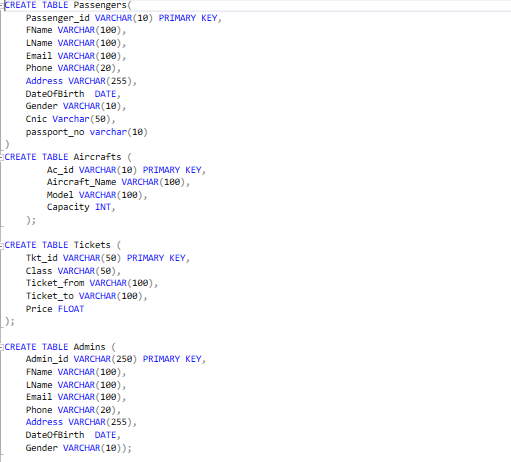 CREATE TABLE Passengers(
    Passenger_id VARCHAR(10) PRIMARY KEY,
    FName VARCHAR(100),
    LName VARCHAR(100),
    Email VARCHAR(100),
    Phone VARCHAR(20),
    Address VARCHAR(255),
    DateOfBirth  DATE,
    Gender VARCHAR(10),
    Cnic Varchar(50),
    passport_no varchar(10)
)
CREATE TABLE Aircrafts (
        Ac_id VARCHAR(10) PRIMARY KEY,
        Aircraft_Name VARCHAR(100),
        Model VARCHAR(100),
        Capacity INT,
    );
CREATE TABLE Tickets (
    Tkt_id VARCHAR(50) PRIMARY KEY,
    Class VARCHAR(50),
    Ticket_from VARCHAR(100),
    Ticket_to VARCHAR(100),
    Price FLOAT
);
CREATE TABLE Admins (
    Admin_id VARCHAR(250) PRIMARY KEY,
    FName VARCHAR(100),
    LName VARCHAR(100),
    Email VARCHAR(100),
    Phone VARCHAR(20),
    Address VARCHAR(255),
    DateOfBirth  DATE,
    Gender VARCHAR(10));